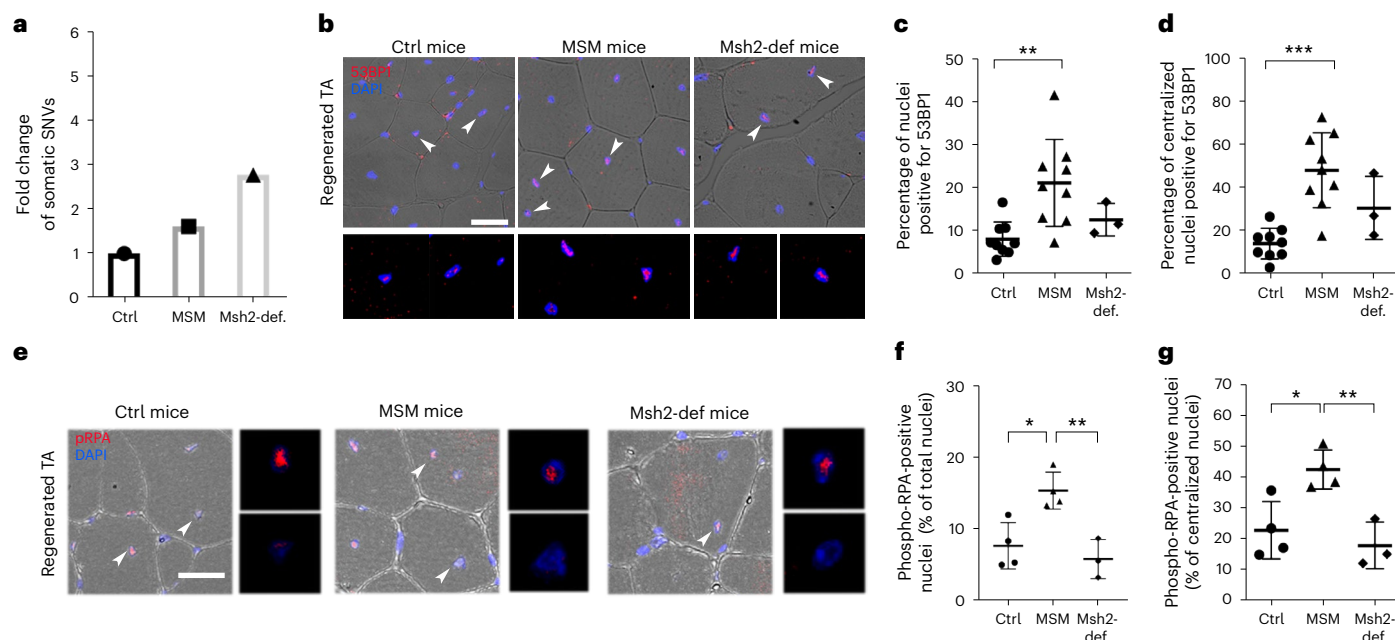 a
Fold change
of somatic SNVs
6
5
4
3
2
1
0
Ctrl
MSM
Msh2-def.
b
Ctrl mice
MSM mice
Msh2-def mice
Regenerated TA
53BP1
DAPI
c
Percentage of nuclei
positive for 53BP1
50
40
30
20
10
0
**
Ctrl
MSM
Msh2-
def.
d
Percentage of centralized
nuclei positive for 53BP1
100
80
60
40
20
0
***
Ctrl
MSM
Msh2-
def.
e
Ctrl mice
MSM mice
Msh2-def mice
Regenerated TA
pRPA
DAPI
f
Phospho-RPA-positive
nuclei (% of total nuclei)
30
20
10
0
*
**
Ctrl
MSM
Msh2-
def.
g
Phospho-RPA-positive nuclei
(% of centralized nuclei)
70
60
50
40
30
20
10
0
*
**
Ctrl
MSM
Msh2-
def.